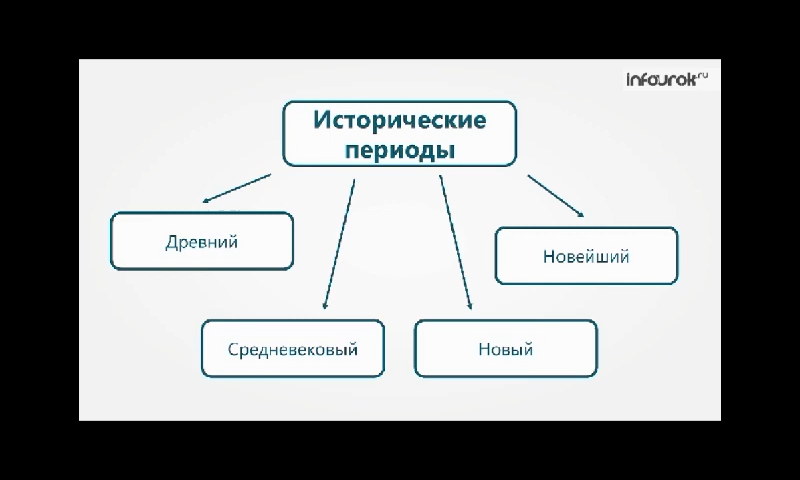 infourok.ru
Исторические
периоды
Древний
Новейший
Средневековый
Новый